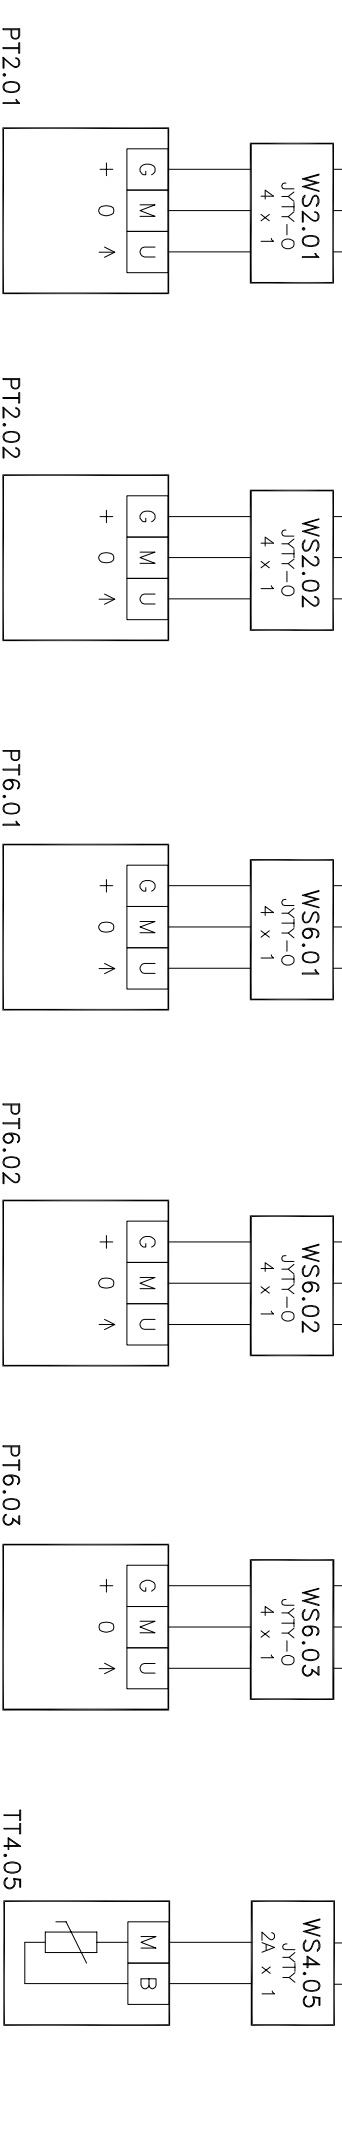 PT2.01
WS2.01
JYTY-O
4 x 1
G M U
+ 0 ↑
PT2.02
WS2.02
JYTY-O
4 x 1
G M U
+ 0 ↑
PT6.01
WS6.01
JYTY-O
4 x 1
G M U
+ 0 ↑
PT6.02
WS6.02
JYTY-O
4 x 1
G M U
+ 0 ↑
PT6.03
WS6.03
JYTY-O
4 x 1
G M U
+ 0 ↑
TT4.05
WS4.05
JYTY
2A x 1
M B